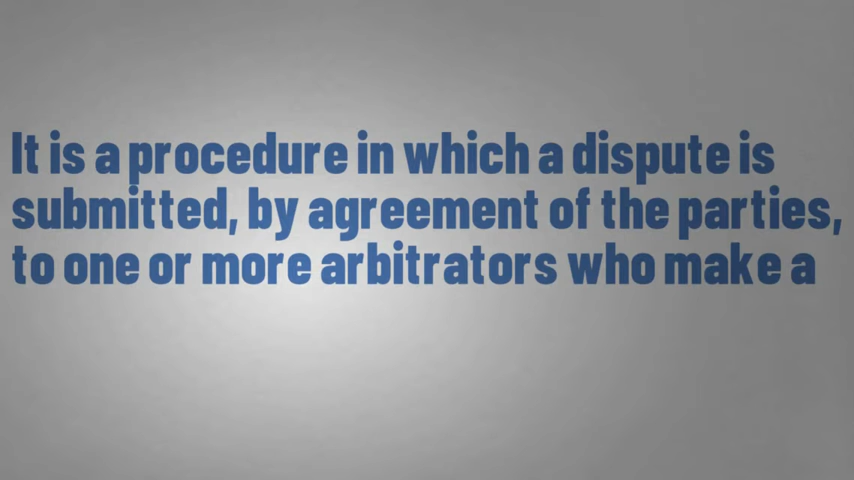 It is a procedure in which a dispute is
submitted, by agreement of the parties,
to one or more arbitrators who make a